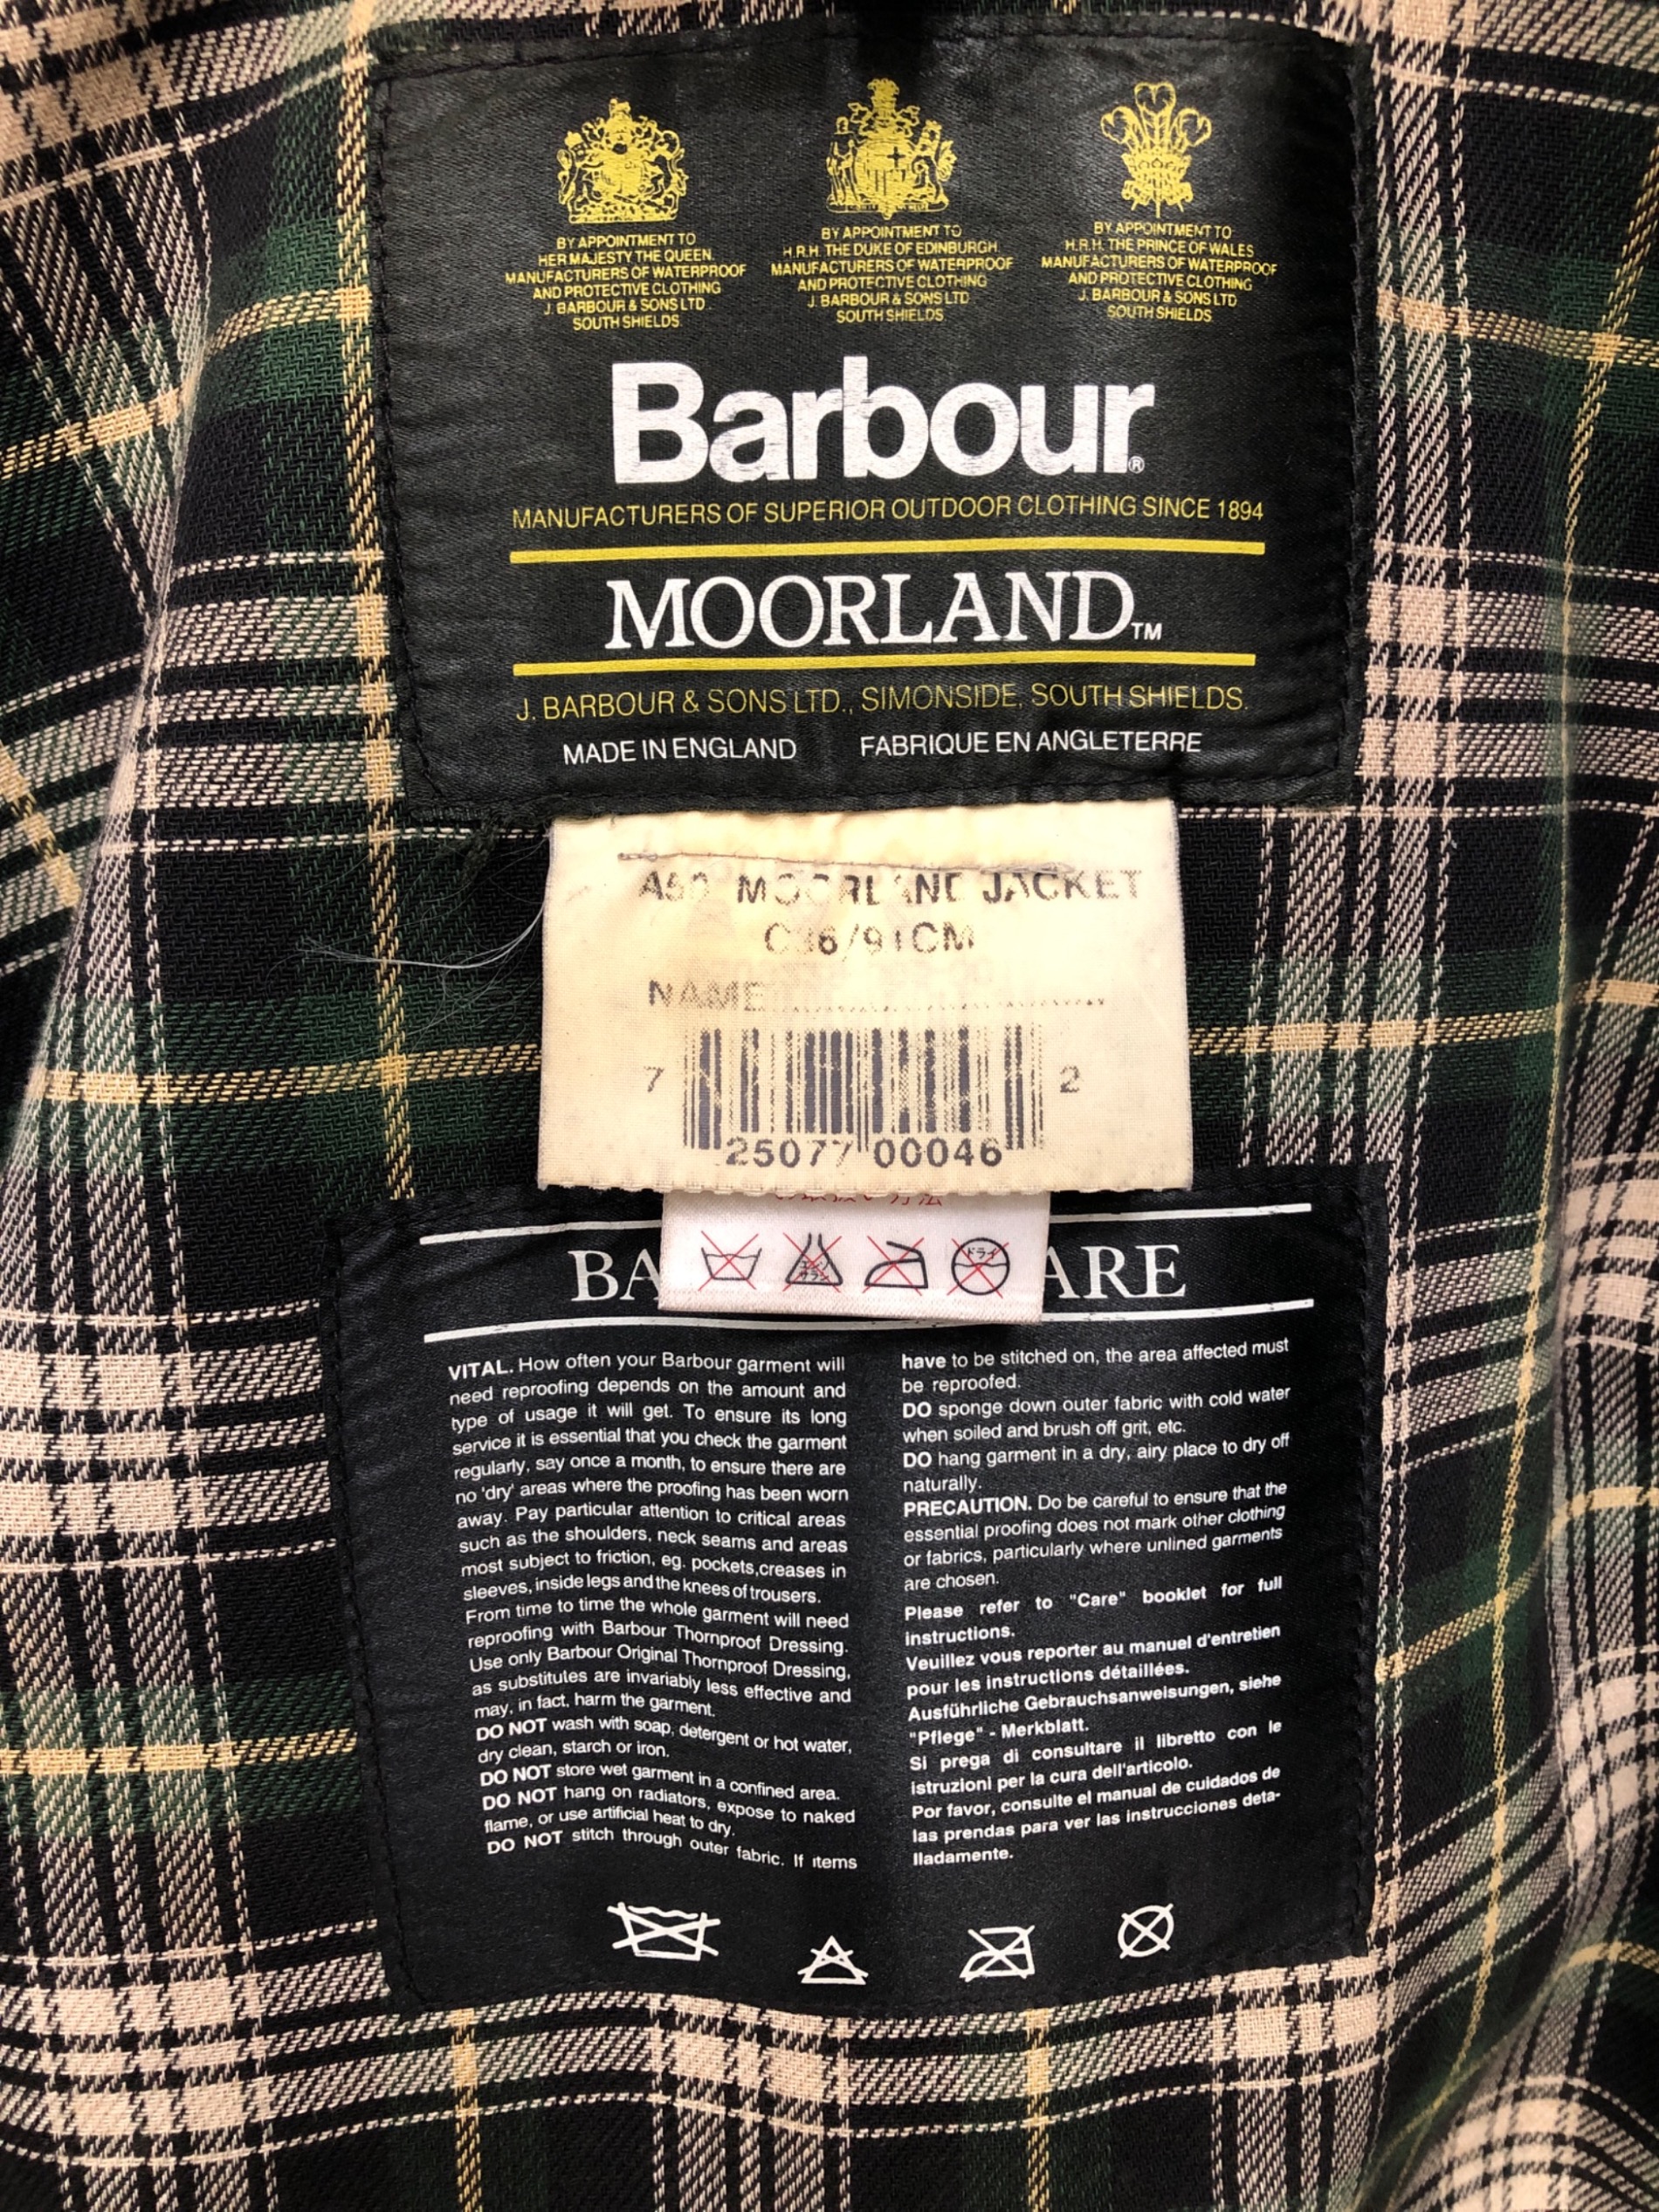 BY APPOINTMENT TO
HER MAJESTY THE QUEEN.
MANUFACTURERS OF WATERPROOF
AND PROTECTIVE CLOTHING
J. BARBOUR & SONS LTD.
SOUTH SHIELDS.
BY APPOINTMENT TO
H.R.H. THE DUKE OF EDINBURGH.
MANUFACTURERS OF WATERPROOF
AND PROTECTIVE CLOTHING
J. BARBOUR & SONS LTD
SOUTH SHIELDS
BY APPOINTMENT TO
H.R.H. THE PRINCE OF WALES
MANUFACTURERS OF WATERPROOF
AND PROTECTIVE CLOTHING
J. BARBOUR & SONS LTD
SOUTH SHIELDS
Barbour®
MANUFACTURERS OF SUPERIOR OUTDOOR CLOTHING SINCE 1894
MOORLAND™
J. BARBOUR & SONS LTD., SIMONSIDE, SOUTH SHIELDS.
MADE IN ENGLAND FABRIQUE EN ANGLETERRE
MOORLAND JACKET
C36/91CM
NAME
7 25077 00046 2
ドライ
BA ARE
VITAL. How often your Barbour garment will
need reproofing depends on the amount and
type of usage it will get. To ensure its long
service it is essential that you check the garment
regularly, say once a month, to ensure there are
no 'dry' areas where the proofing has been worn
away. Pay particular attention to critical areas
such as the shoulders, neck seams and areas
most subject to friction, eg. pockets,creases in
sleeves, inside legs and the knees of trousers.
From time to time the whole garment will need
reproofing with Barbour Thornproof Dressing.
Use only Barbour Original Thornproof Dressing,
as substitules are invariably less effective and
may, in fact, harm the garment.
DO NOT wash with soap, detergent or hot water,
dry clean, starch or iron.
DO NOT store wet garment in a confined area.
DO NOT hang on radiators, expose to naked
flame, or use artificial heat to dry.
DO NOT stitch through outer fabric. If items
have to be stitched on, the area affected must
be reproofed.
DO sponge down outer fabric with cold water
when soiled and brush off grit, etc.
DO hang garment in a dry, airy place to dry off
naturally.
PRECAUTION. Do be careful to ensure that the
essential proofing does not mark other clothing
or fabrics, particularly where unlined garments
are chosen.
Please refer to "Care" booklet for full
instructions.
Veuillez vous reporter au manuel d'entretien
pour les instructions détaillées.
Ausführliche Gebrauchsanweisungen, siehe
"Pflege" - Merkblatt.
Si prega di consultare il libretto con le
istruzioni per la cura dell'articolo.
Por favor, consulte el manual de cuidados de
las prendas para ver las instrucciones deta-
lladamente.